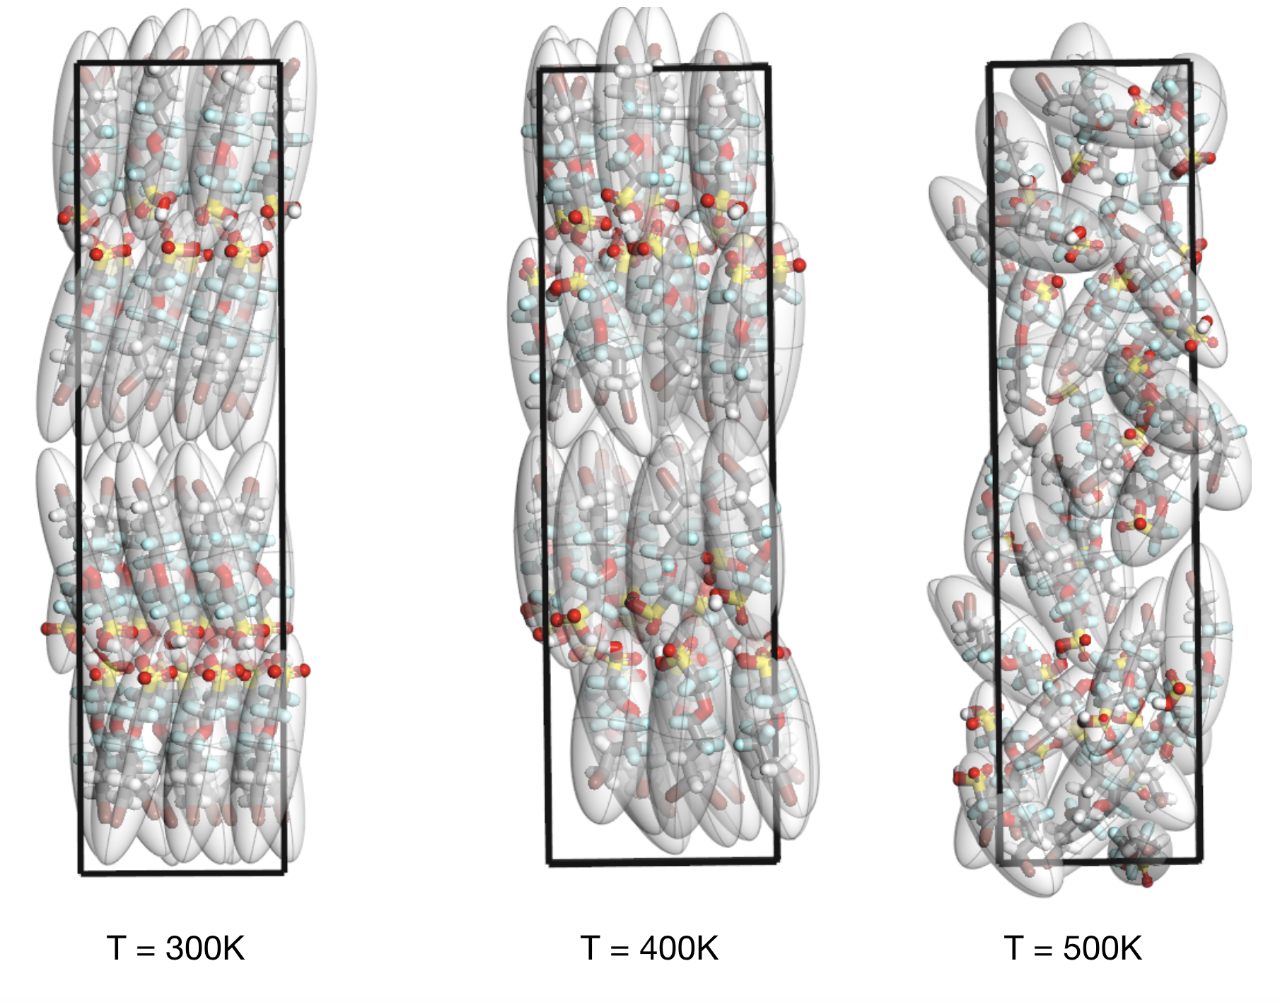 T = 300K
T = 400K
T = 500K